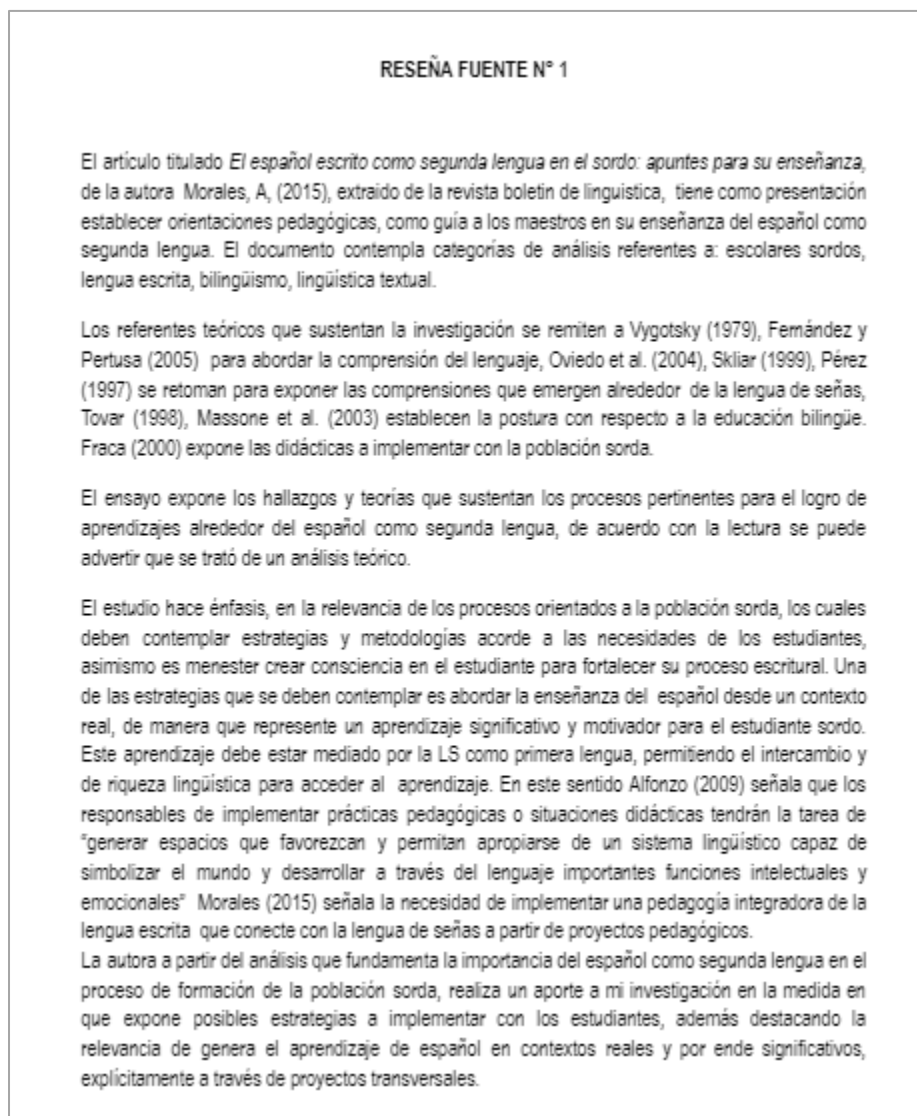 RESEÑA FUENTE N° 1
El artículo titulado El español escrito como segunda lengua en el sordo: apuntes para su enseñanza,
de la autora Morales, A, (2015), extraido de la revista boletin de linguistica, tiene como presentación
establecer orientaciones pedagógicas, como guía a los maestros en su enseñanza del español como
segunda lengua. El documento contempla categorías de análisis referentes a: escolares sordos,
lengua escrita, bilingüismo, lingüística textual.
Los referentes teóricos que sustentan la investigación se remiten a Vygotsky (1979), Fernández y
Pertusa (2005) para abordar la comprensión del lenguaje, Oviedo et al. (2004), Skliar (1999), Pérez
(1997) se retoman para exponer las comprensiones que emergen alrededor de la lengua de señas,
Tovar (1998), Massone et al. (2003) establecen la postura con respecto a la educación bilingüe.
Fraca (2000) expone las didácticas a implementar con la población sorda.
El ensayo expone los hallazgos y teorías que sustentan los procesos pertinentes para el logro de
aprendizajes alrededor del español como segunda lengua, de acuerdo con la lectura se puede
advertir que se trató de un análisis teórico.
El estudio hace énfasis, en la relevancia de los procesos orientados a la población sorda, los cuales
deben contemplar estrategias y metodologías acorde a las necesidades de los estudiantes,
asimismo es menester crear consciencia en el estudiante para fortalecer su proceso escritural. Una
de las estrategias que se deben contemplar es abordar la enseñanza del español desde un contexto
real, de manera que represente un aprendizaje significativo y motivador para el estudiante sordo.
Este aprendizaje debe estar mediado por la LS como primera lengua, permitiendo el intercambio y
de riqueza lingüística para acceder al aprendizaje. En este sentido Alfonzo (2009) señala que los
responsables de implementar prácticas pedagógicas o situaciones didácticas tendrán la tarea de
"generar espacios que favorezcan y permitan apropiarse de un sistema lingüístico capaz de
simbolizar el mundo y desarrollar a través del lenguaje importantes funciones intelectuales y
emocionales" Morales (2015) señala la necesidad de implementar una pedagogía integradora de la
lengua escrita que conecte con la lengua de señas a partir de proyectos pedagógicos.
La autora a partir del análisis que fundamenta la importancia del español como segunda lengua en el
proceso de formación de la población sorda, realiza un aporte a mi investigación en la medida en
que expone posibles estrategias a implementar con los estudiantes, además destacando la
relevancia de genera el aprendizaje de español en contextos reales y por ende significativos,
explícitamente a través de proyectos transversales.